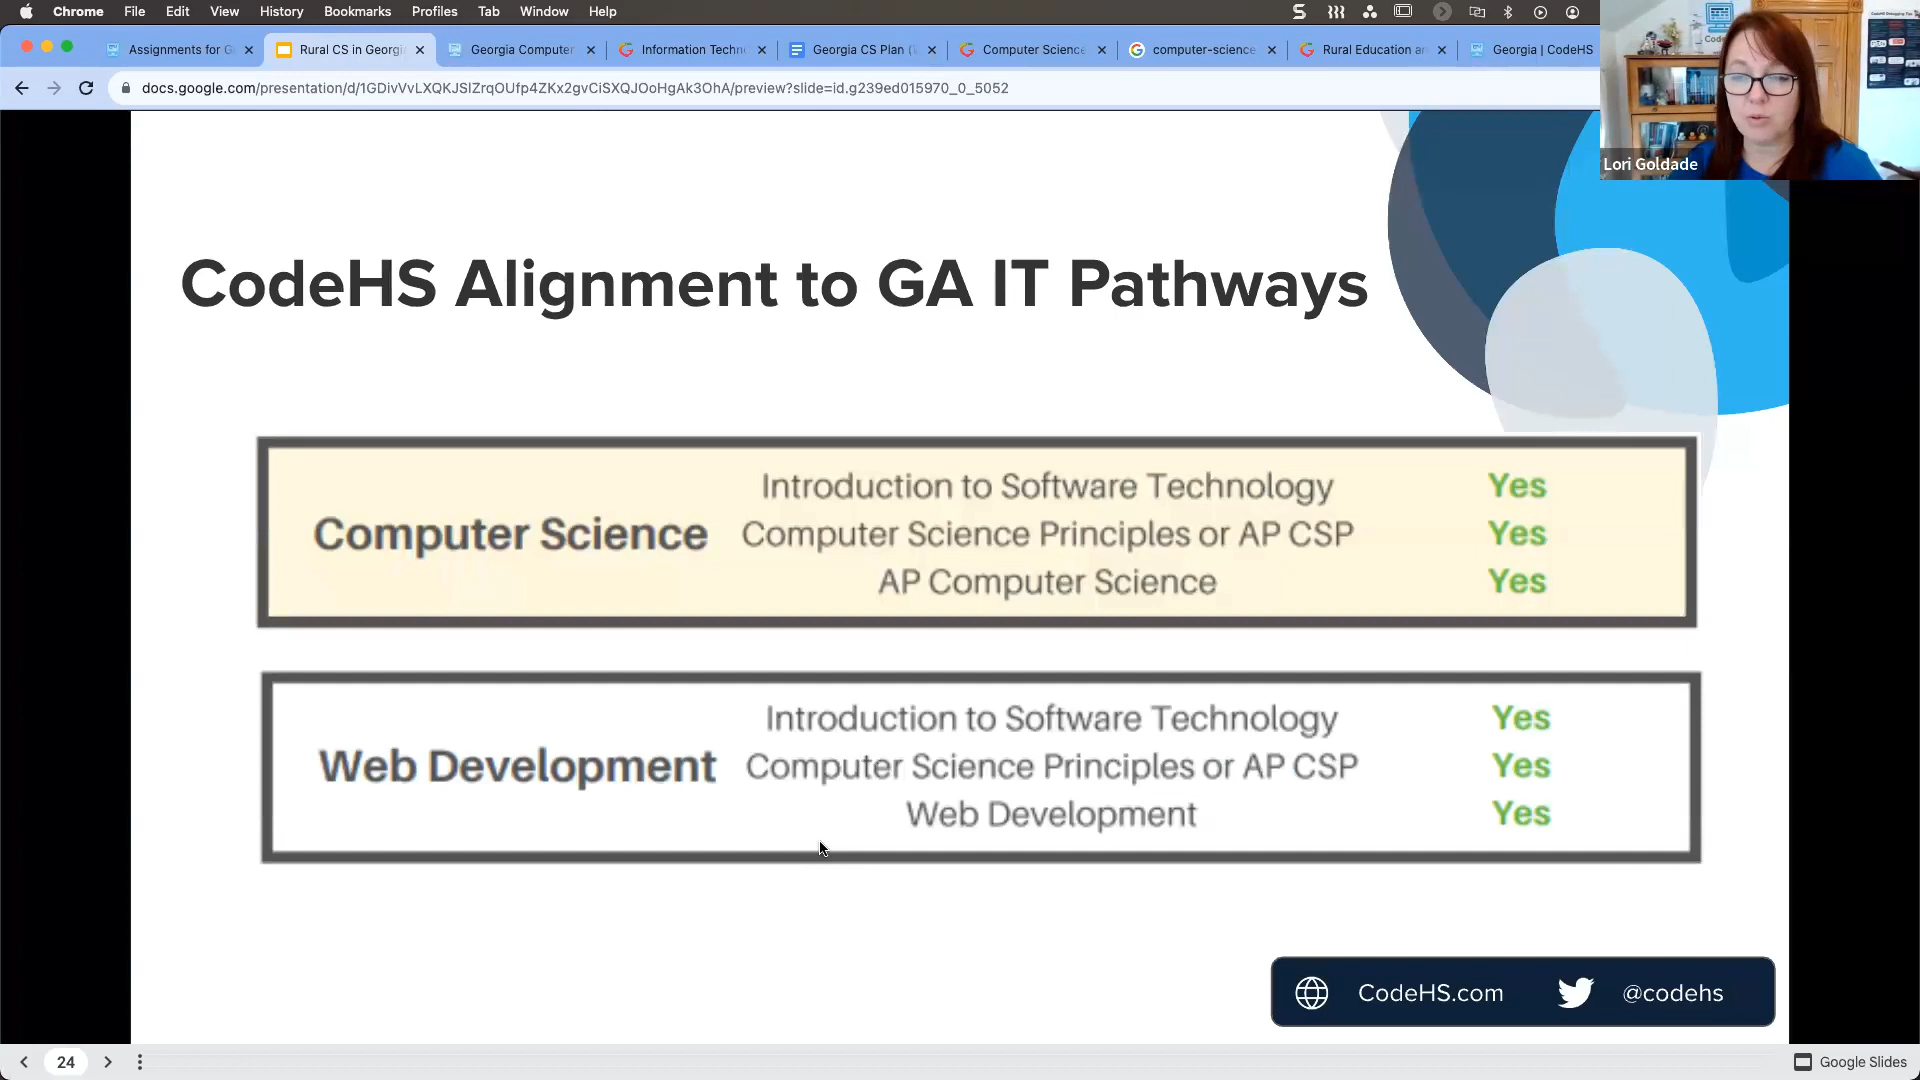 Chrome File Edit View History Bookmarks Profiles Tab Window Help
Assignments for G
Rural CS in Georgi
Georgia Computer
Information Techn
Georgia CS Plan (
Computer Science
computer-science
Rural Education a
Georgia | CodeHS
docs.google.com/presentation/d/1GDivVvLXQKJSIZrqOUfp4ZKx2gvCiSXQJOoHgAk3OhA/preview?slide=id.g239ed015970_0_5052
Lori Goldade
CodeHS Alignment to GA IT Pathways
Computer Science
Introduction to Software Technology Yes
Computer Science Principles or AP CSP Yes
AP Computer Science Yes
Web Development
Introduction to Software Technology Yes
Computer Science Principles or AP CSP Yes
Web Development Yes
CodeHS.com @codehs
24
Google Slides